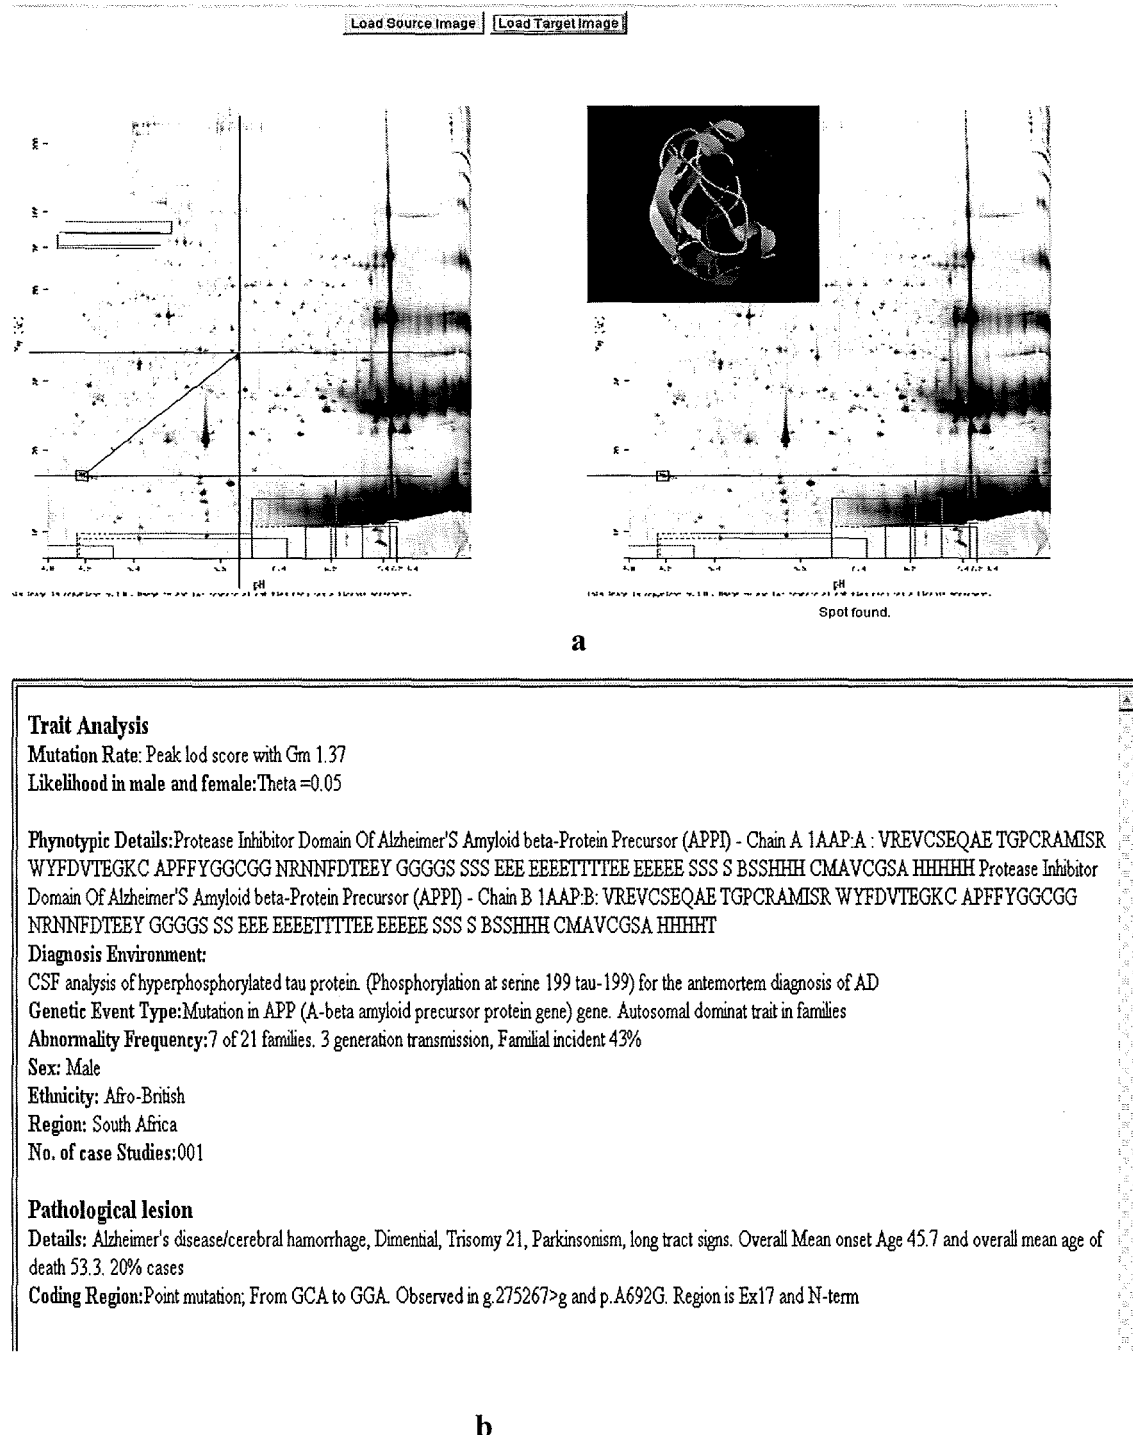 Load Source Image Load Target Image
pH pH
Spot found.
a
Trait Analysis
Mutation Rate: Peak lod score with Gm 1.37
Likelihood in male and female:Theta =0.05
Phynotypic Details:Protease Inhibitor Domain Of Alzheimer'S Amyloid beta-Protein Precursor (APPI) - Chain A 1AAP:A : VREVCSEQAE TGPCRAMISR
WYFDVTEGKC APFFYGGCGG NRNNFDTEEY GGGGS SSS EEE EEEETTTTEE EEEEE SSS S BSSHHH CMAVCGSA HHHHH Protease Inhibitor
Domain Of Alzheimer'S Amyloid beta-Protein Precursor (APPI) - Chain B 1AAP:B: VREVCSEQAE TGPCRAMISR WYFDVTEGKC APFFYGGCGG
NRNNFDTEEY GGGGS SS EEE EEEETTTTEE EEEEE SSS S BSSHHH CMAVCGSA HHHHT
Diagnosis Environment:
CSF analysis of hyperphosphorylated tau protein. (Phosphorylation at serine 199 tau-199) for the antemortem diagnosis of AD
Genetic Event Type:Mutation in APP (A-beta amyloid precursor protein gene) gene. Autosomal dominat trait in families
Abnormality Frequency:7 of 21 families. 3 generation transmission, Familial incident 43%
Sex: Male
Ethnicity: Afro-British
Region: South Africa
No. of case Studies:001
Pathological lesion
Details: Alzheimer's disease/cerebral hamorrhage, Dimential, Trisomy 21, Parkinsonism, long tract signs. Overall Mean onset Age 45.7 and overall mean age of
death 53.3. 20% cases
Coding Region:Point mutation; From GCA to GGA. Observed in g.275267>g and p.A692G. Region is Ex17 and N-term
b